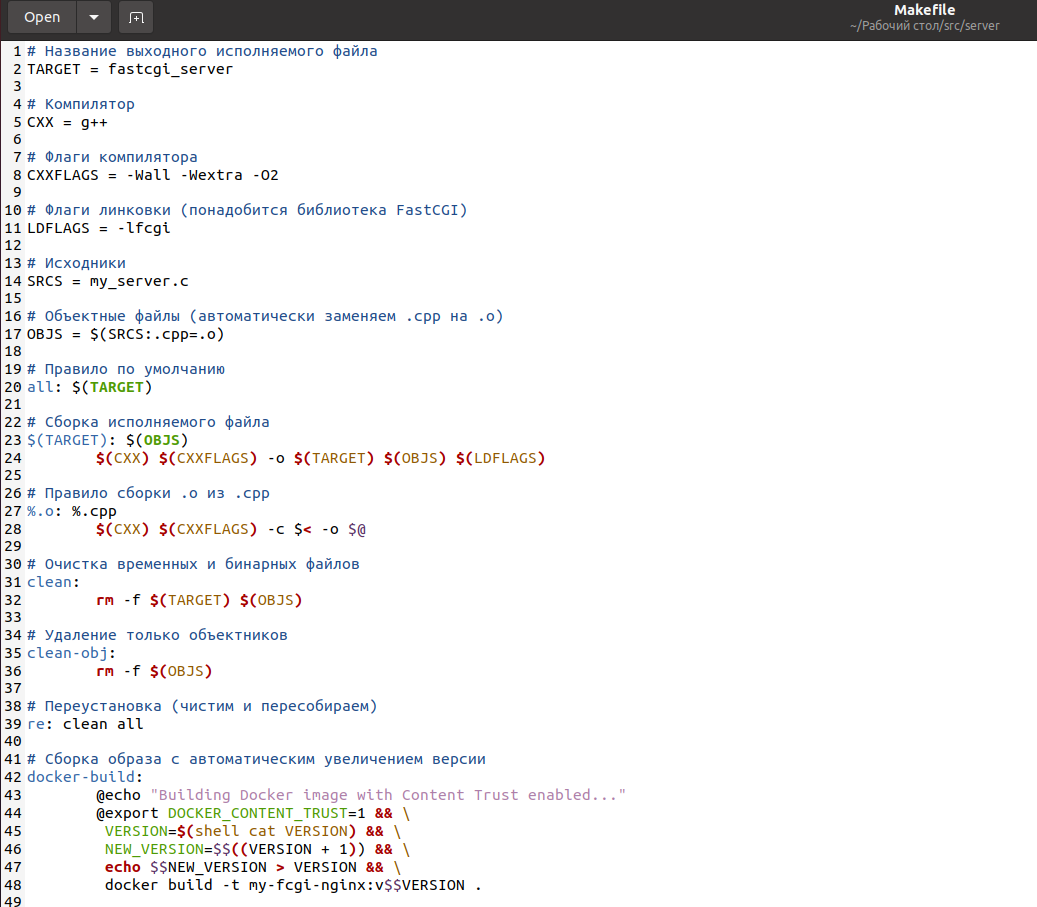 Open
Makefile
~/Рабочий стол/src/server
1 # Название выходного исполняемого файла
2 TARGET = fastcgi_server
3
4 # Компилятор
5 CXX = g++
6
7 # Флаги компилятора
8 CXXFLAGS = -Wall -Wextra -O2
9
10 # Флаги линковки (понадобится библиотека FastCGI)
11 LDFLAGS = -lfcgi
12
13 # Исходники
14 SRCS = my_server.c
15
16 # Объектные файлы (автоматически заменяем .cpp на .o)
17 OBJS = $(SRCS:.cpp=.o)
18
19 # Правило по умолчанию
20 all: $(TARGET)
21
22 # Сборка исполняемого файла
23 $(TARGET): $(OBJS)
24 $(CXX) $(CXXFLAGS) -o $(TARGET) $(OBJS) $(LDFLAGS)
25
26 # Правило сборки .o из .cpp
27 %.o: %.cpp
28 $(CXX) $(CXXFLAGS) -c $< -o $@
29
30 # Очистка временных и бинарных файлов
31 clean:
32 rm -f $(TARGET) $(OBJS)
33
34 # Удаление только объектников
35 clean-obj:
36 rm -f $(OBJS)
37
38 # Переустановка (чистим и пересобираем)
39 re: clean all
40
41 # Сборка образа с автоматическим увеличением версии
42 docker-build:
43 @echo "Building Docker image with Content Trust enabled..."
44 @export DOCKER_CONTENT_TRUST=1 && \
45 VERSION=$(shell cat VERSION) && \
46 NEW_VERSION=$$((VERSION + 1)) && \
47 echo $$NEW_VERSION > VERSION && \
48 docker build -t my-fcgi-nginx:v$$VERSION .
49